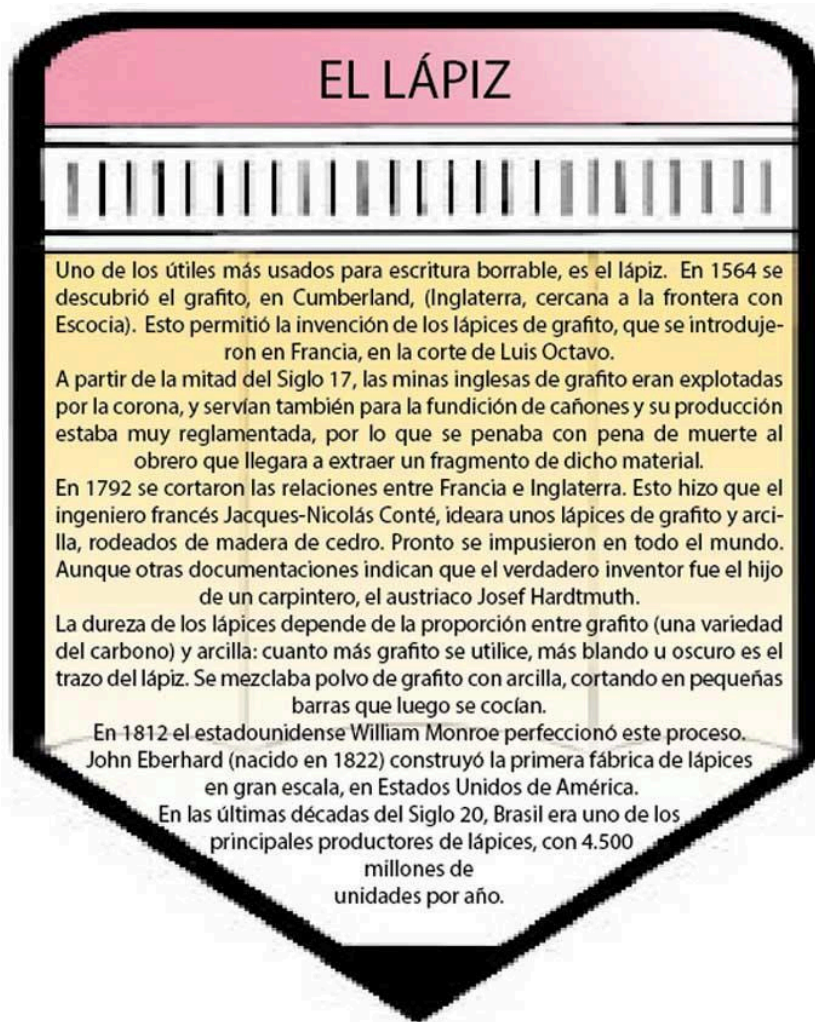 EL LÁPIZ
Uno de los útiles más usados para escritura borrable, es el lápiz. En 1564 se
descubrió el grafito, en Cumberland, (Inglaterra, cercana a la frontera con
Escocia). Esto permitió la invención de los lápices de grafito, que se introduje-
ron en Francia, en la corte de Luis Octavo.
A partir de la mitad del Siglo 17, las minas inglesas de grafito eran explotadas
por la corona, y servían también para la fundición de cañones y su producción
estaba muy reglamentada, por lo que se penaba con pena de muerte al
obrero que llegara a extraer un fragmento de dicho material.
En 1792 se cortaron las relaciones entre Francia e Inglaterra. Esto hizo que el
ingeniero francés Jacques-Nicolás Conté, ideara unos lápices de grafito y arci-
lla, rodeados de madera de cedro. Pronto se impusieron en todo el mundo.
Aunque otras documentaciones indican que el verdadero inventor fue el hijo
de un carpintero, el austriaco Josef Hardtmuth.
La dureza de los lápices depende de la proporción entre grafito (una variedad
del carbono) y arcilla: cuanto más grafito se utilice, más blando u oscuro es el
trazo del lápiz. Se mezclaba polvo de grafito con arcilla, cortando en pequeñas
barras que luego se cocían.
En 1812 el estadounidense William Monroe perfeccionó este proceso.
John Eberhard (nacido en 1822) construyó la primera fábrica de lápices
en gran escala, en Estados Unidos de América.
En las últimas décadas del Siglo 20, Brasil era uno de los
principales productores de lápices, con 4.500
millones de
unidades por año.